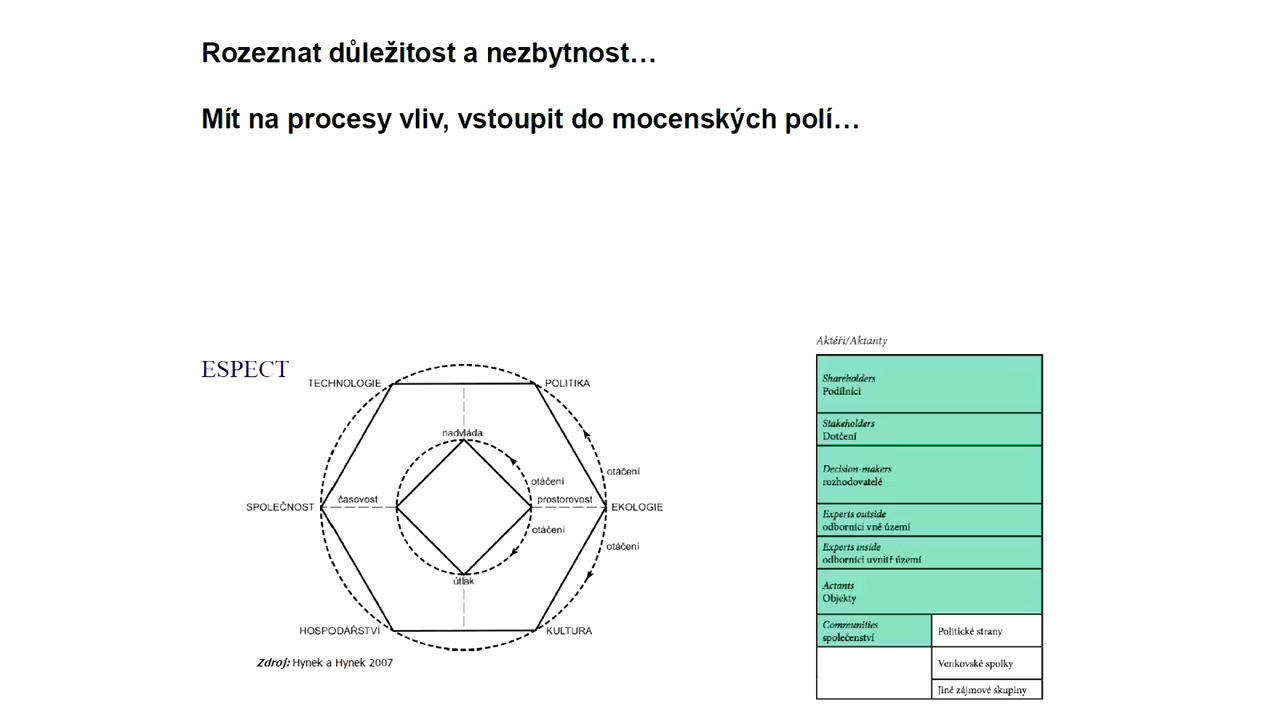 Rozeznat důležitost a nezbytnost…
Mít na procesy vliv, vstoupit do mocenských polí…
ESPECT
TECHNOLOGIE
POLITIKA
nadvláda
otáčení
otáčení
SPOLEČNOST
časovost
prostorovost
EKOLOGIE
otáčení
otáčení
útlak
HOSPODÁŘSTVÍ
KULTURA
Zdroj: Hynek a Hynek 2007
Aktéři/Aktanty
Shareholders
Podílníci
Stakeholders
Dotčení
Decision-makers
rozhodovatelé
Experts outside
odborníci vně území
Experts inside
odborníci uvnitř území
Actants
Objekty
Communities
společenství
Politické strany
Venkovské spolky
Jiné zájmové skupiny